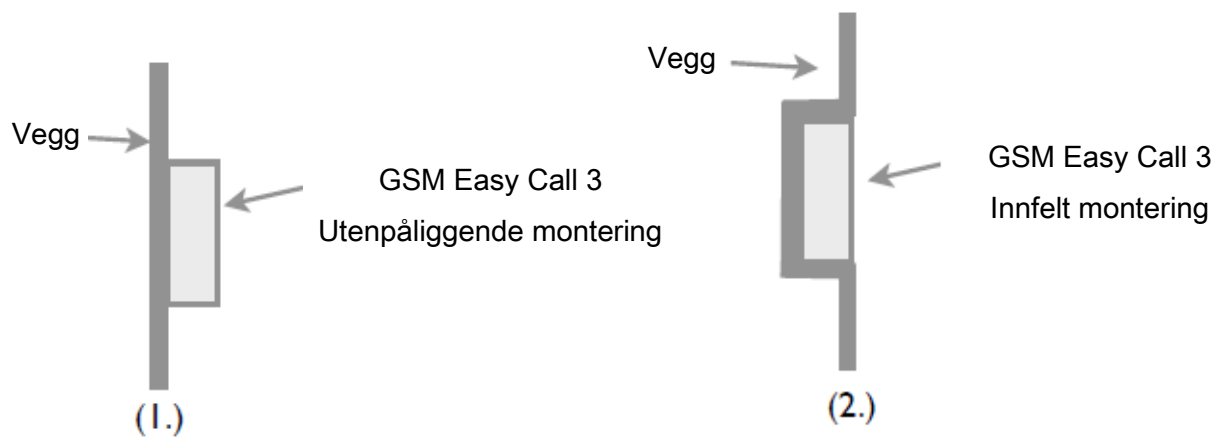 Vegg
GSM Easy Call 3
Utenpåliggende montering
(1.)
Vegg
GSM Easy Call 3
Innfelt montering
(2.)